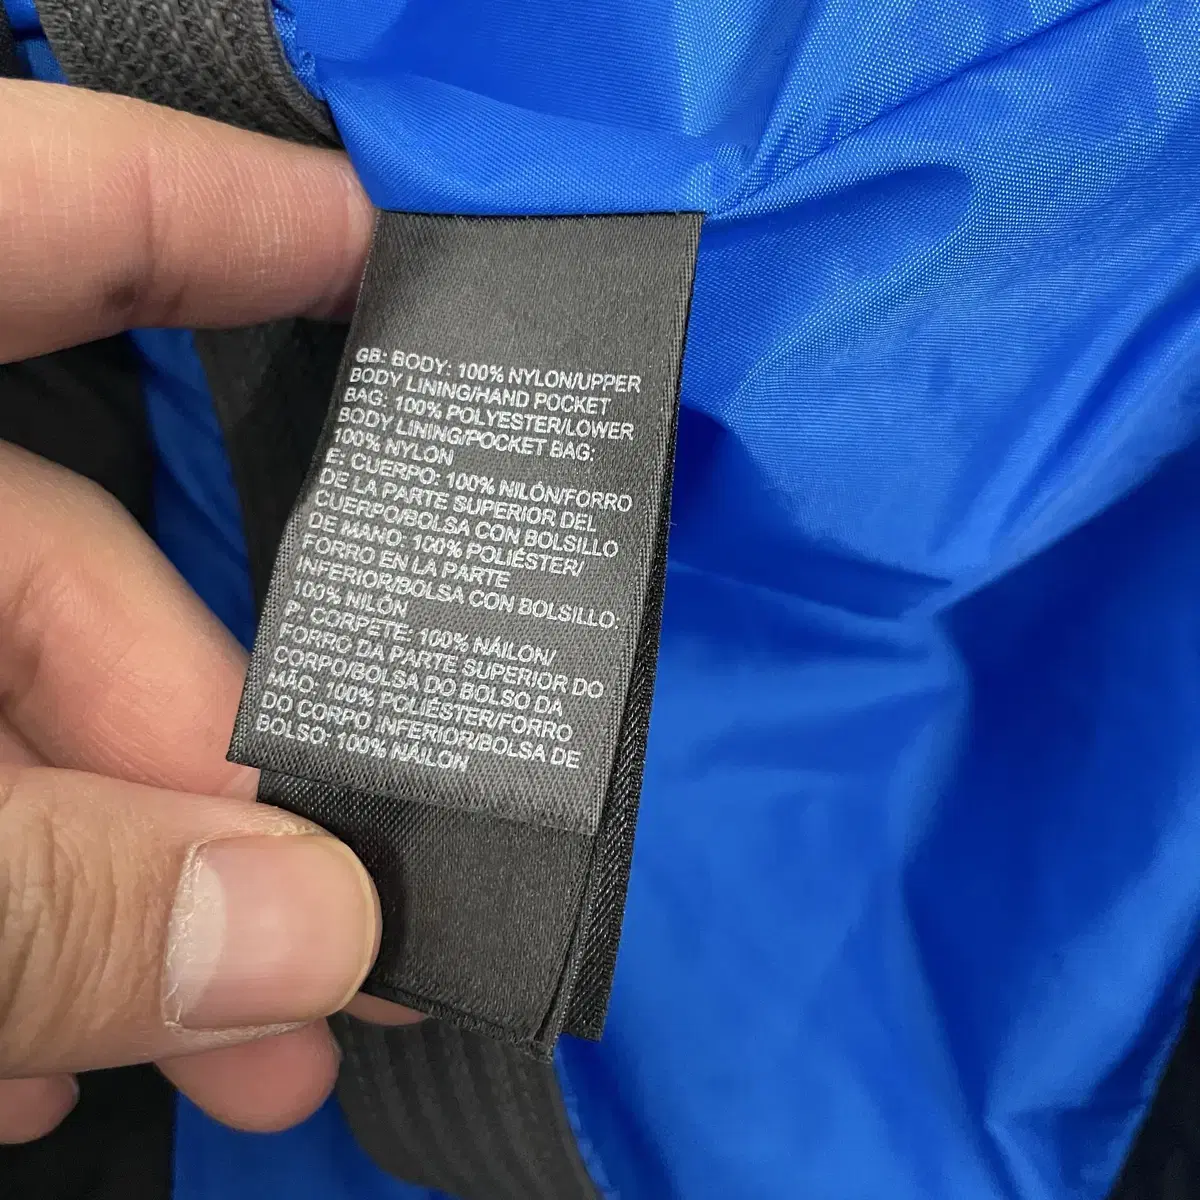 GB: BODY: 100% NYLON/UPPER
BODY LINING/HAND POCKET
BAG: 100% POLYESTER/LOWER
BODY LINING/POCKET BAG:
100% NYLON
E: CUERPO: 100% NILÓN/FORRO
DE LA PARTE SUPERIOR DEL
CUERPO/BOLSA CON BOLSILLO
DE MANO: 100% POLIÉSTER/
FORRO EN LA PARTE
INFERIOR/BOLSA CON BOLSILLO:
100% NILÓN
P: CORPETE: 100% NÁILON/
FORRO DA PARTE SUPERIOR DO
CORPO/BOLSA DO BOLSO DA
MÃO: 100% POLIÉSTER/FORRO
DO CORPO INFERIOR/BOLSA DE
BOLSO: 100% NÁILON